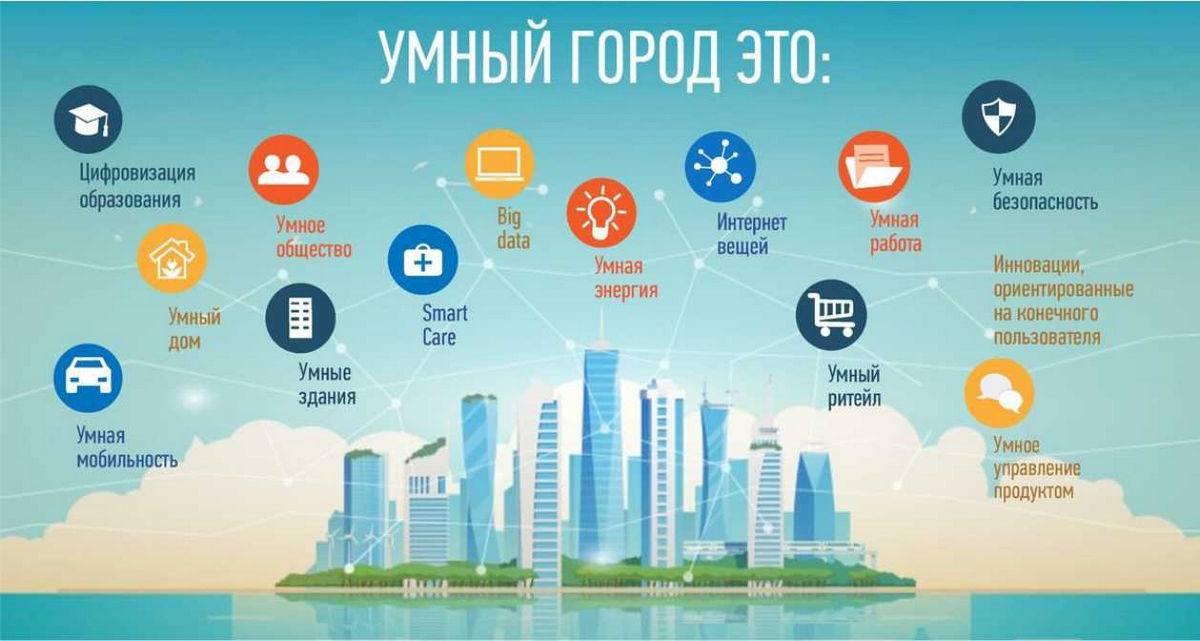 УМНЫЙ ГОРОД ЭТО:
Цифровизация
образования
Умное
общество
Big
data
Умная
энергия
Интернет
вещей
Умная
работа
Умная
безопасность
Умный
дом
Умные
здания
Smart
Care
Инновации,
ориентированные
на конечного
пользователя
Умная
мобильность
Умный
ритейл
Умное
управление
продуктом